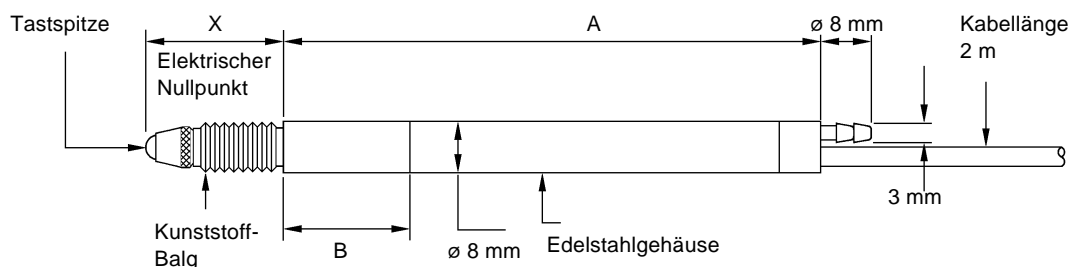 Tastspitze
X
A
ø 8 mm
Kabellänge
2 m
Elektrischer
Nullpunkt
3 mm
Kunststoff-
Balg
B
ø 8 mm
Edelstahlgehäuse